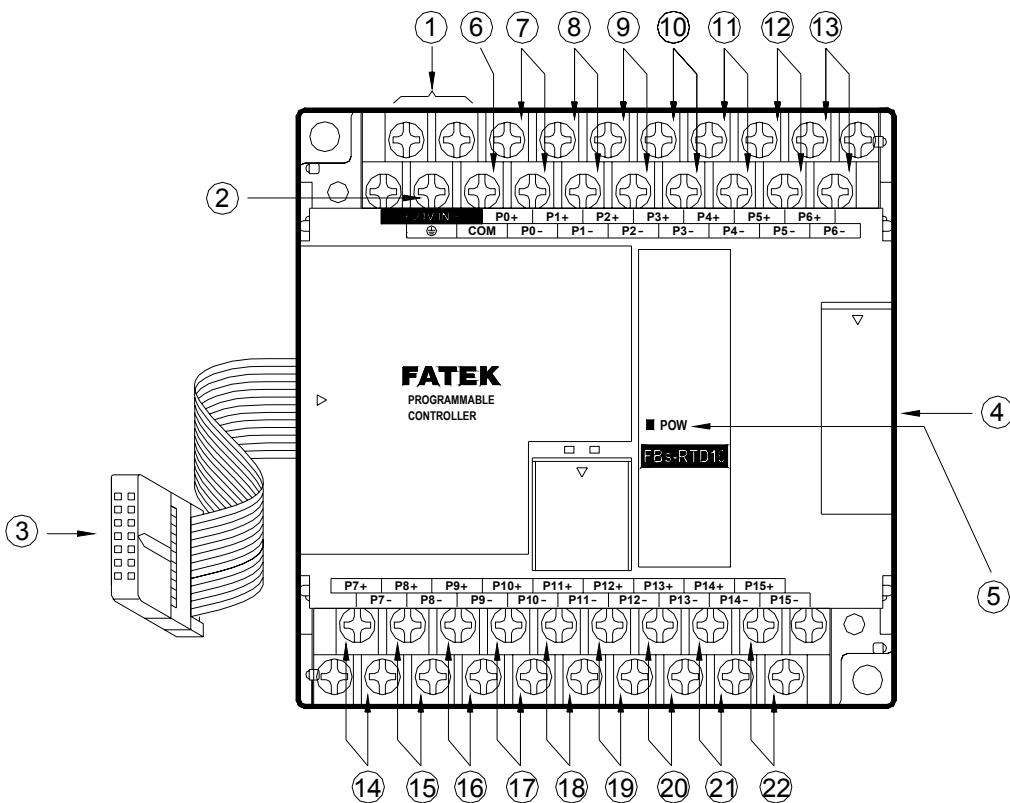 1 6 7 8 9 10 11 12 13
2
24V IN P0+ P1+ P2+ P3+ P4+ P5+ P6+
COM P0- P1- P2- P3- P4- P5- P6-
FATEK
PROGRAMMABLE
CONTROLLER
4
POW
FBs-RTD16
3
5
P7+ P8+ P9+ P10+ P11+ P12+ P13+ P14+ P15+
P7- P8- P9- P10- P11- P12- P13- P14- P15-
14 15 16 17 18 19 20 21 22